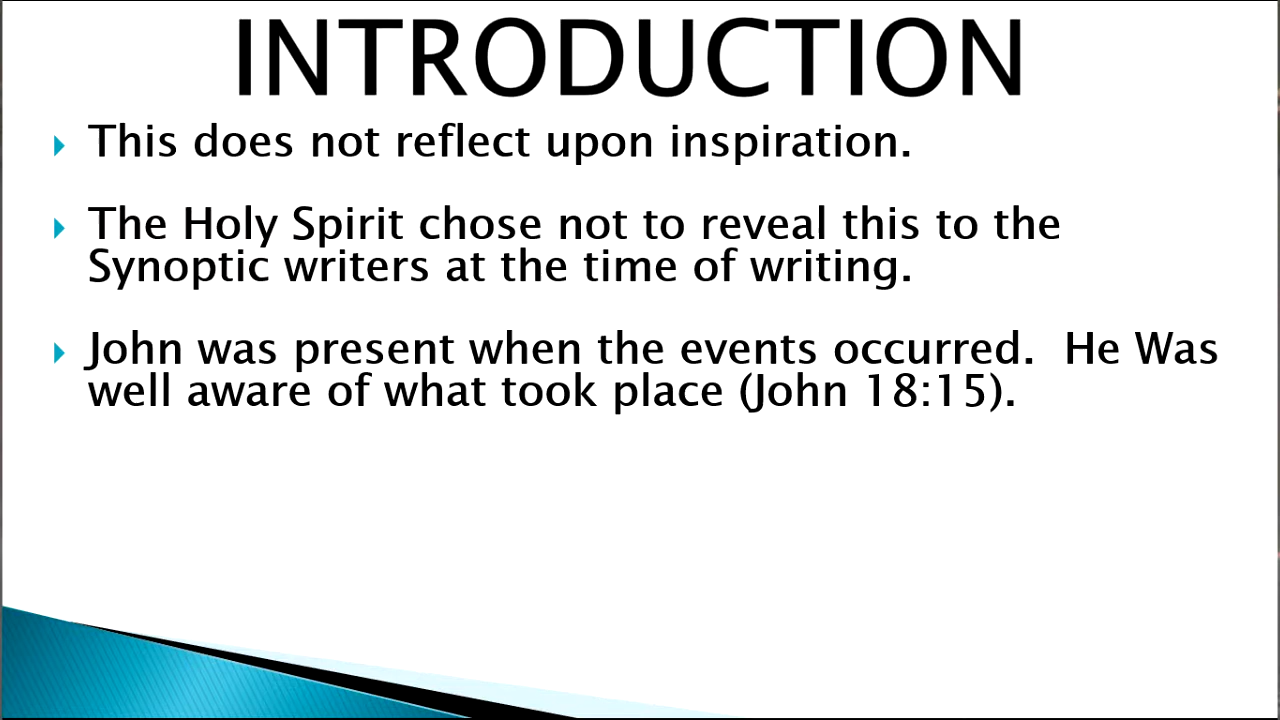 INTRODUCTION
This does not reflect upon inspiration.
The Holy Spirit chose not to reveal this to the
Synoptic writers at the time of writing.
John was present when the events occurred.  He Was
well aware of what took place (John 18:15).